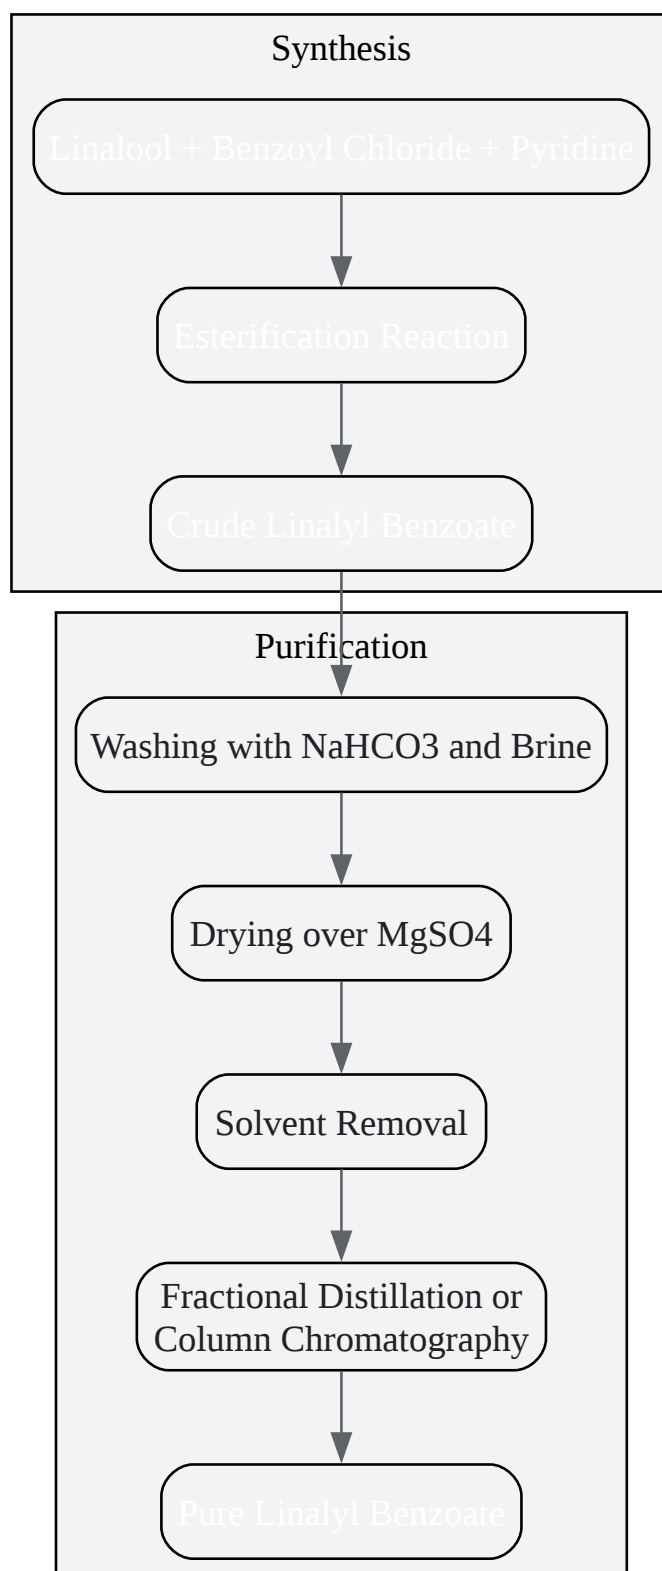 Synthesis
Linalool + Benzoyl Chloride + Pyridine
Esterification Reaction
Crude Linalyl Benzoate
Purification
Washing with NaHCO3 and Brine
Drying over MgSO4
Solvent Removal
Fractional Distillation or
Column Chromatography
Pure Linalyl Benzoate